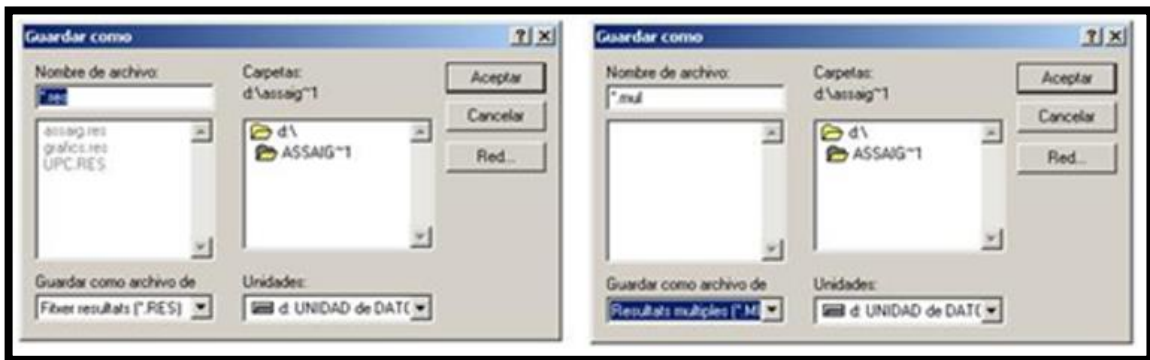 Guardar como
Nombre de archivo:
*.res
assaig.res
grafics.res
UPC.RES
Guardar como archivo de
Fitxer resultats (*.RES)
Carpetas:
d:\assaig~1
d:\
ASSAIG~1
Unidades:
d: UNIDAD de DAT(
Aceptar
Cancelar
Red...
Guardar como
Nombre de archivo:
*.mul
Guardar como archivo de
Resultats multiples (*.M
Carpetas:
d:\assaig~1
d:\
ASSAIG~1
Unidades:
d: UNIDAD de DAT(
Aceptar
Cancelar
Red...